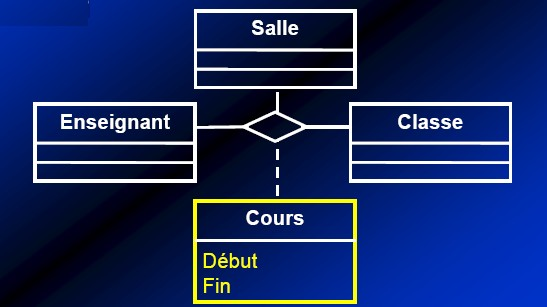 Salle
Enseignant
Classe
Cours
Début
Fin